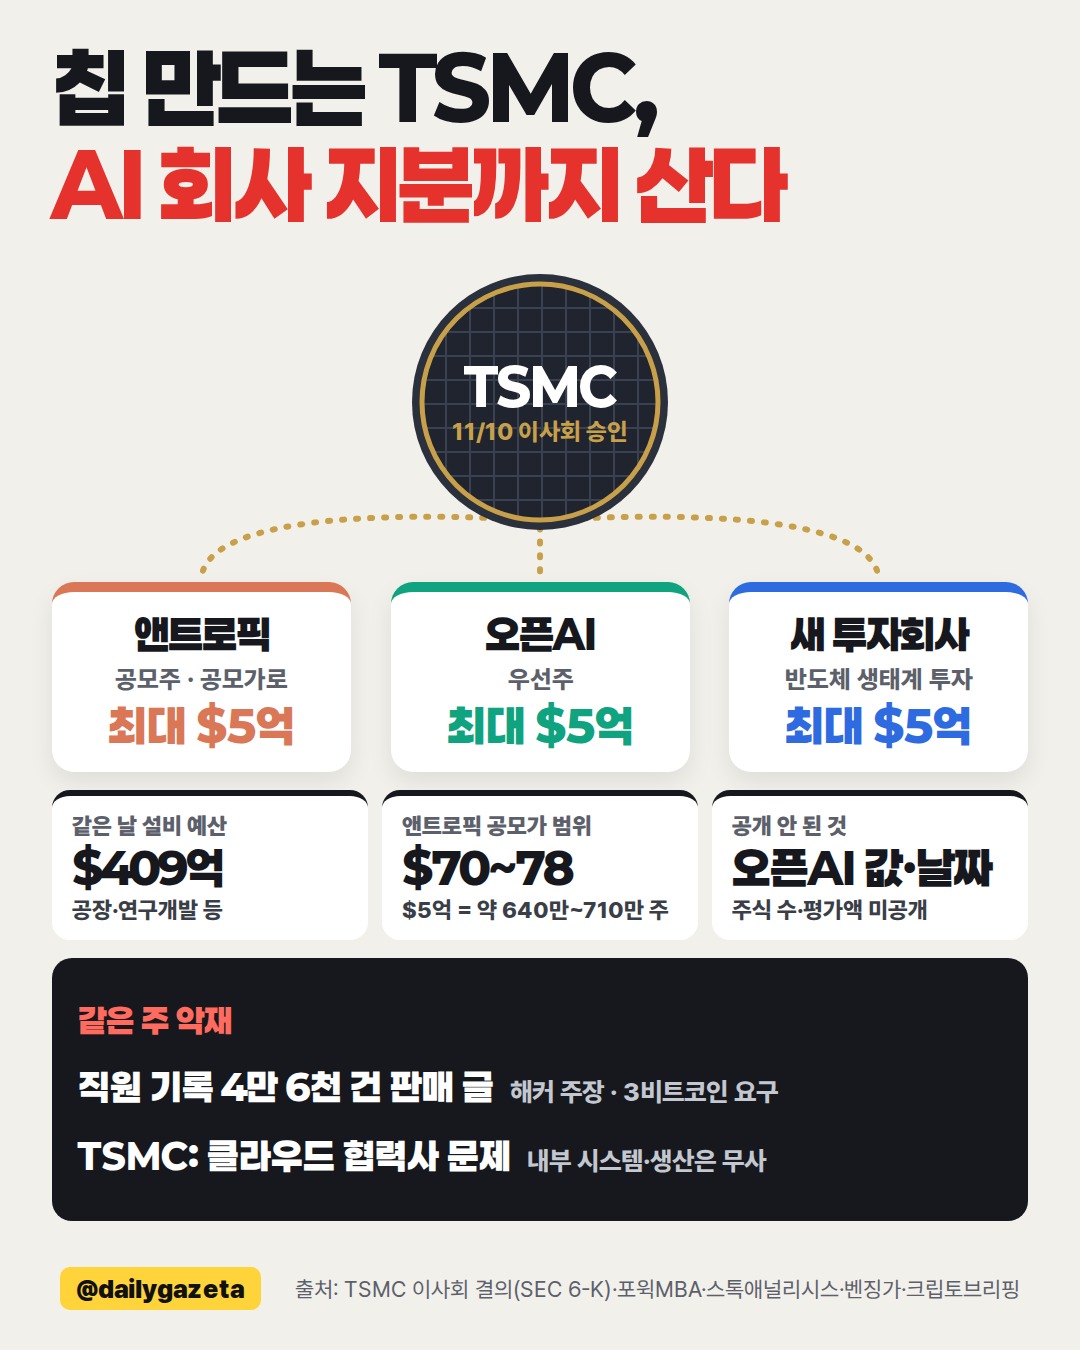 칩 만드는 TSMC,
AI 회사 지분까지 산다
TSMC
11/10 이사회 승인
앤트로픽
공모주 · 공모가로
최대 $5억
오픈AI
우선주
최대 $5억
새 투자회사
반도체 생태계 투자
최대 $5억
같은 날 설비 예산
$409억
공장·연구개발 등
앤트로픽 공모가 범위
$70~78
$5억 = 약 640만~710만 주
공개 안 된 것
오픈AI 값·날짜
주식 수·평가액 미공개
같은 주 악재
직원 기록 4만 6천 건 판매 글 해커 주장 · 3비트코인 요구
TSMC: 클라우드 협력사 문제 내부 시스템·생산은 무사
@dailygazeta
출처: TSMC 이사회 결의(SEC 6-K)·포윅MBA·스톡애널리시스·벤징가·크립토브리핑